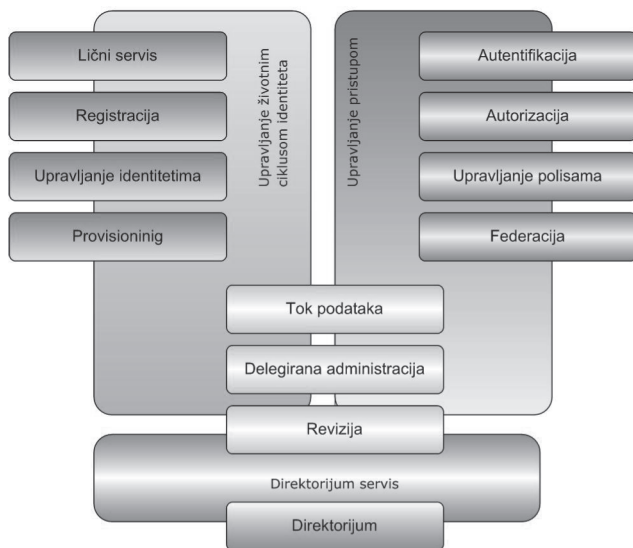 Lični servis
Registracija
Upravljanje identitetima
Provisioninig
Upravljanje životnim
ciklusom identiteta
Upravljanje pristupom
Autentifikacija
Autorizacija
Upravljanje polisama
Federacija
Tok podataka
Delegirana administracija
Revizija
Direktorijum servis
Direktorijum